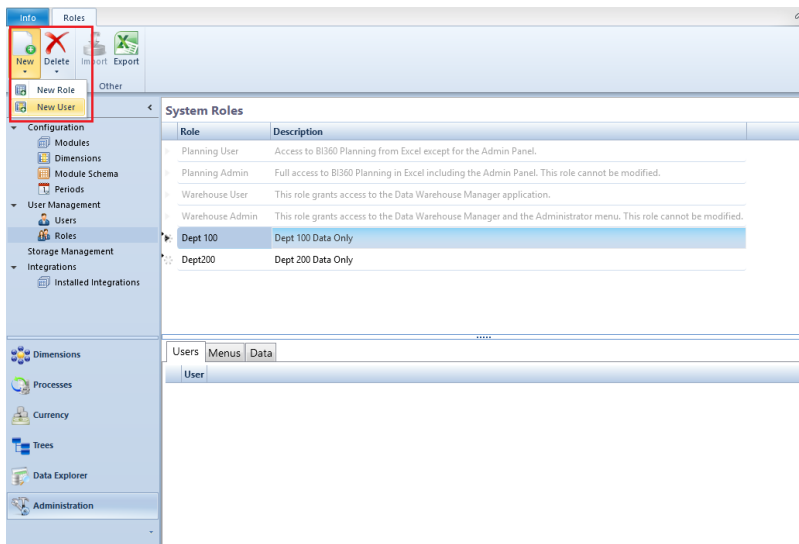 Info Roles
New Delete Import Export
Other
New Role
New User
System Roles
Configuration
Modules
Dimensions
Module Schema
Periods
User Management
Users
Roles
Storage Management
Integrations
Installed Integrations
Role Description
Planning User Access to BI360 Planning from Excel except for the Admin Panel.
Planning Admin Full access to BI360 Planning in Excel including the Admin Panel. This role cannot be modified.
Warehouse User This role grants access to the Data Warehouse Manager application.
Warehouse Admin This role grants access to the Data Warehouse Manager and the Administrator menu. This role cannot be modified.
Dept 100 Dept 100 Data Only
Dept200 Dept 200 Data Only
Dimensions
Processes
Currency
Trees
Data Explorer
Administration
Users Menus Data
User